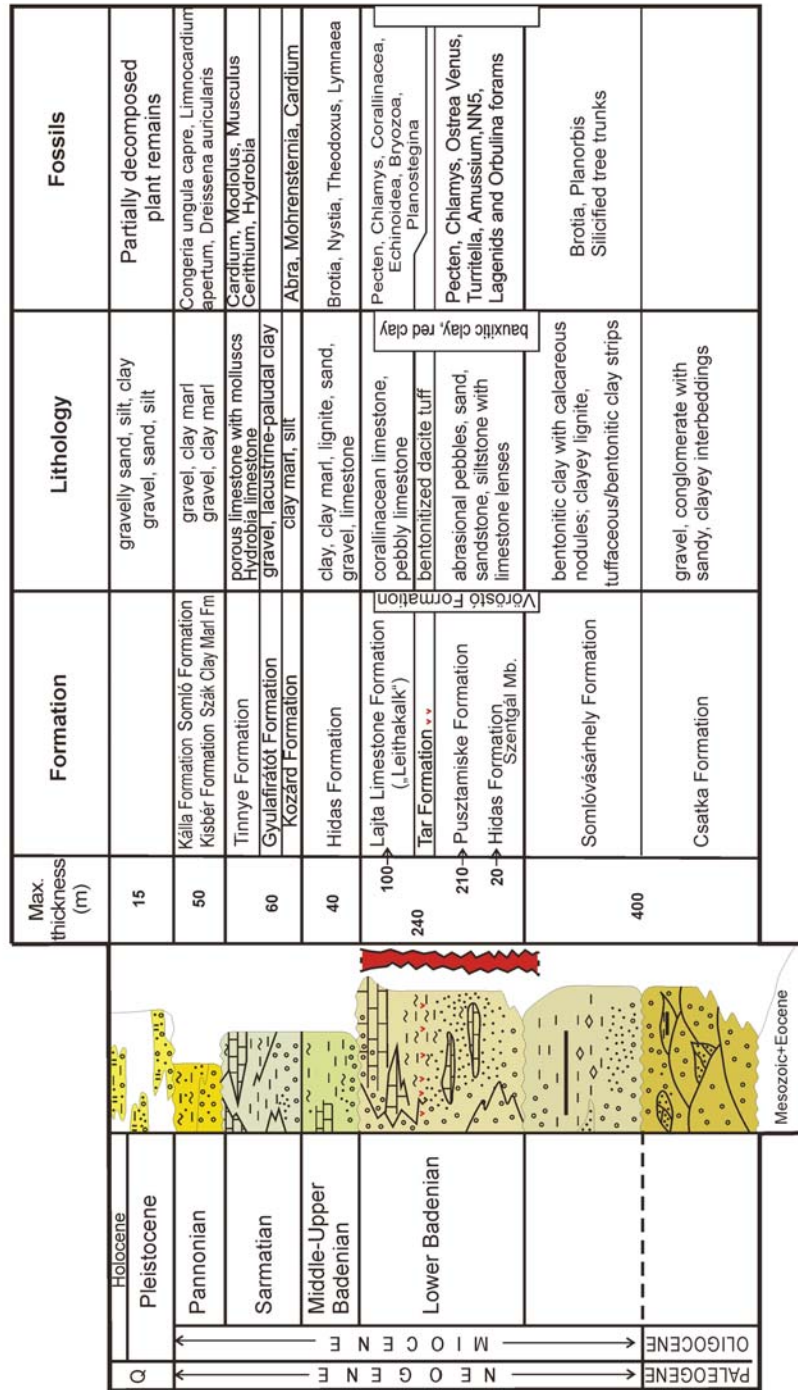 Max.
thickness
(m)
Formation
Lithology
Fossils
Q
Holocene
Pleistocene
15
gravelly sand, silt, clay
gravel, sand, silt
Partially decomposed
plant remains
NEOGENE
MIOCENE
Pannonian
50
Kálla Formation Somló Formation
Kisbér Formation Szák Clay Marl Fm
gravel, clay marl
gravel, clay marl
Congeria ungula capre, Limnocardium
apertum, Dreissena auricularis
Sarmatian
60
Tinnye Formation
porous limestone with molluscs
Hydrobia limestone
Cardium, Modiolus, Musculus
Cerithium, Hydrobia
Gyulafirátót Formation
gravel, lacustrine-paludal clay
Kozárd Formation
clay marl, silt
Abra, Mohrensternia, Cardium
Middle-Upper
Badenian
40
Hidas Formation
clay, clay marl, lignite, sand,
gravel, limestone
Brotia, Nystia, Theodoxus, Lymnaea
Lower Badenian
240
100→
Lajta Limestone Formation
(„Leithakalk“)
corallinacean limestone,
pebbly limestone
Pecten, Chlamys, Corallinacea,
Echinoidea, Bryozoa,
Planostegina
Tar Formation
bentonitized dacite tuff
210→
Pusztamiske Formation
abrasional pebbles, sand,
sandstone, siltstone with
limestone lenses
Pecten, Chlamys, Ostrea Venus,
Turritella, Amussium,NN5,
Lagenids and Orbulina forams
20→
Hidas Formation
Szentgál Mb.
Vöröstó Formation
bauxitic clay, red clay
400
Somlóvásárhely Formation
bentonitic clay with calcareous
nodules; clayey lignite,
tuffaceous/bentonitic clay strips
Brotia, Planorbis
Silicified tree trunks
PALEOGENE
OLIGOCENE
Csatka Formation
gravel, conglomerate with
sandy, clayey interbeddings
Mesozoic+Eocene